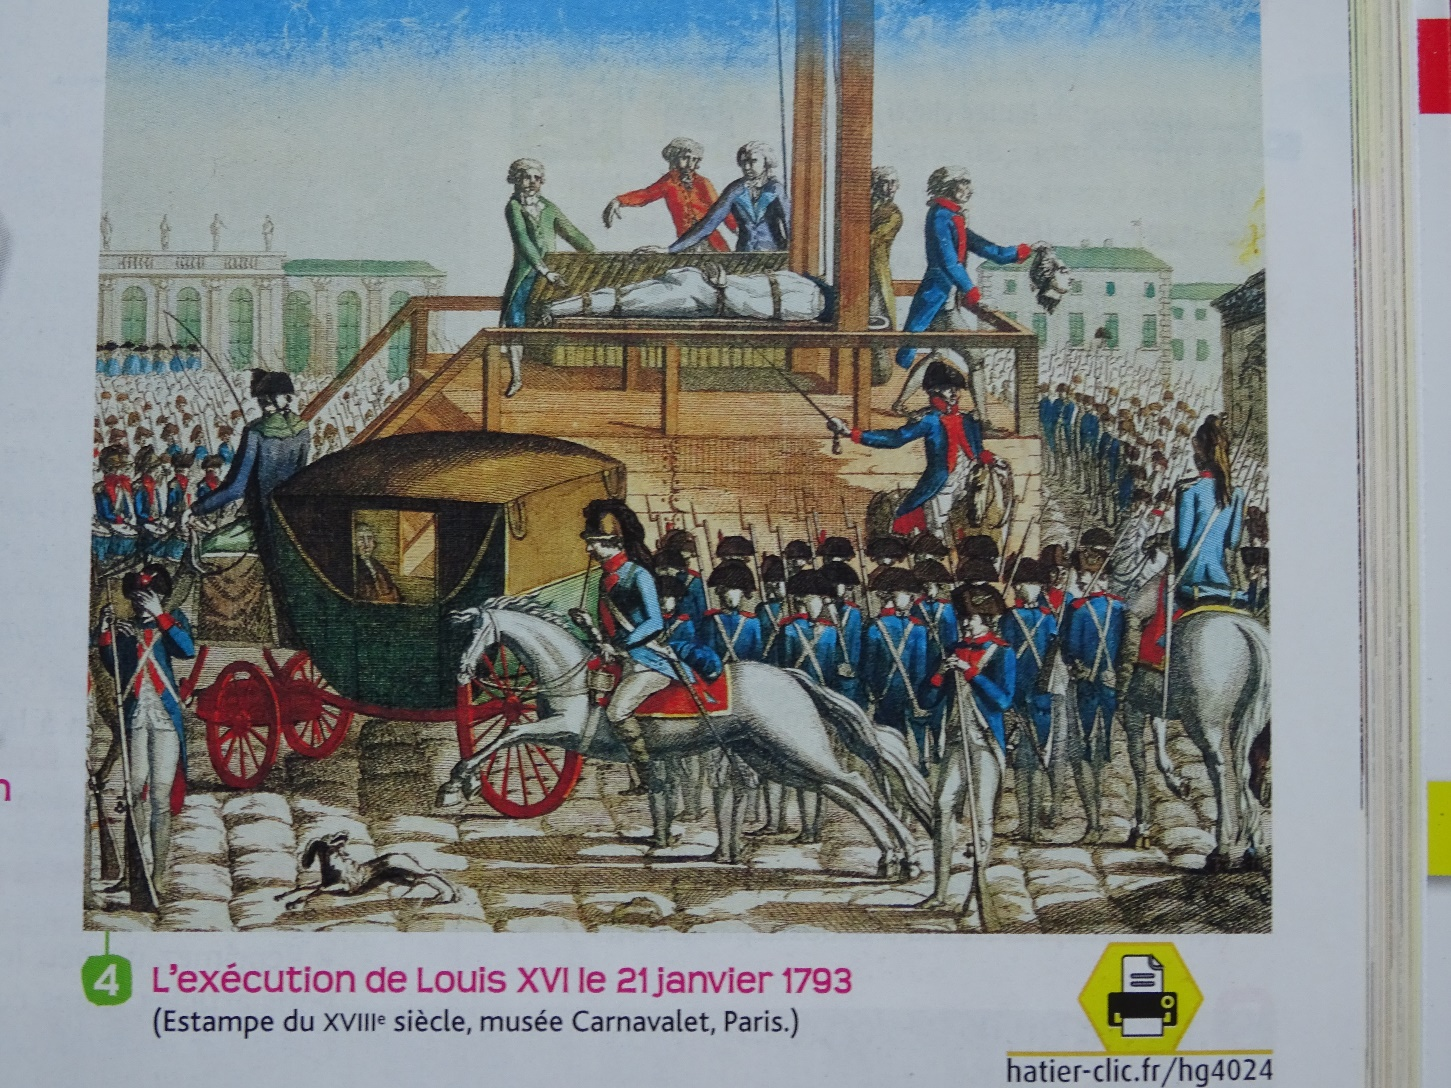 n
4 L'exécution de Louis XVI le 21 janvier 1793
(Estampe du XVIIIe siècle, musée Carnavalet, Paris.)
hatier-clic.fr/hg4024